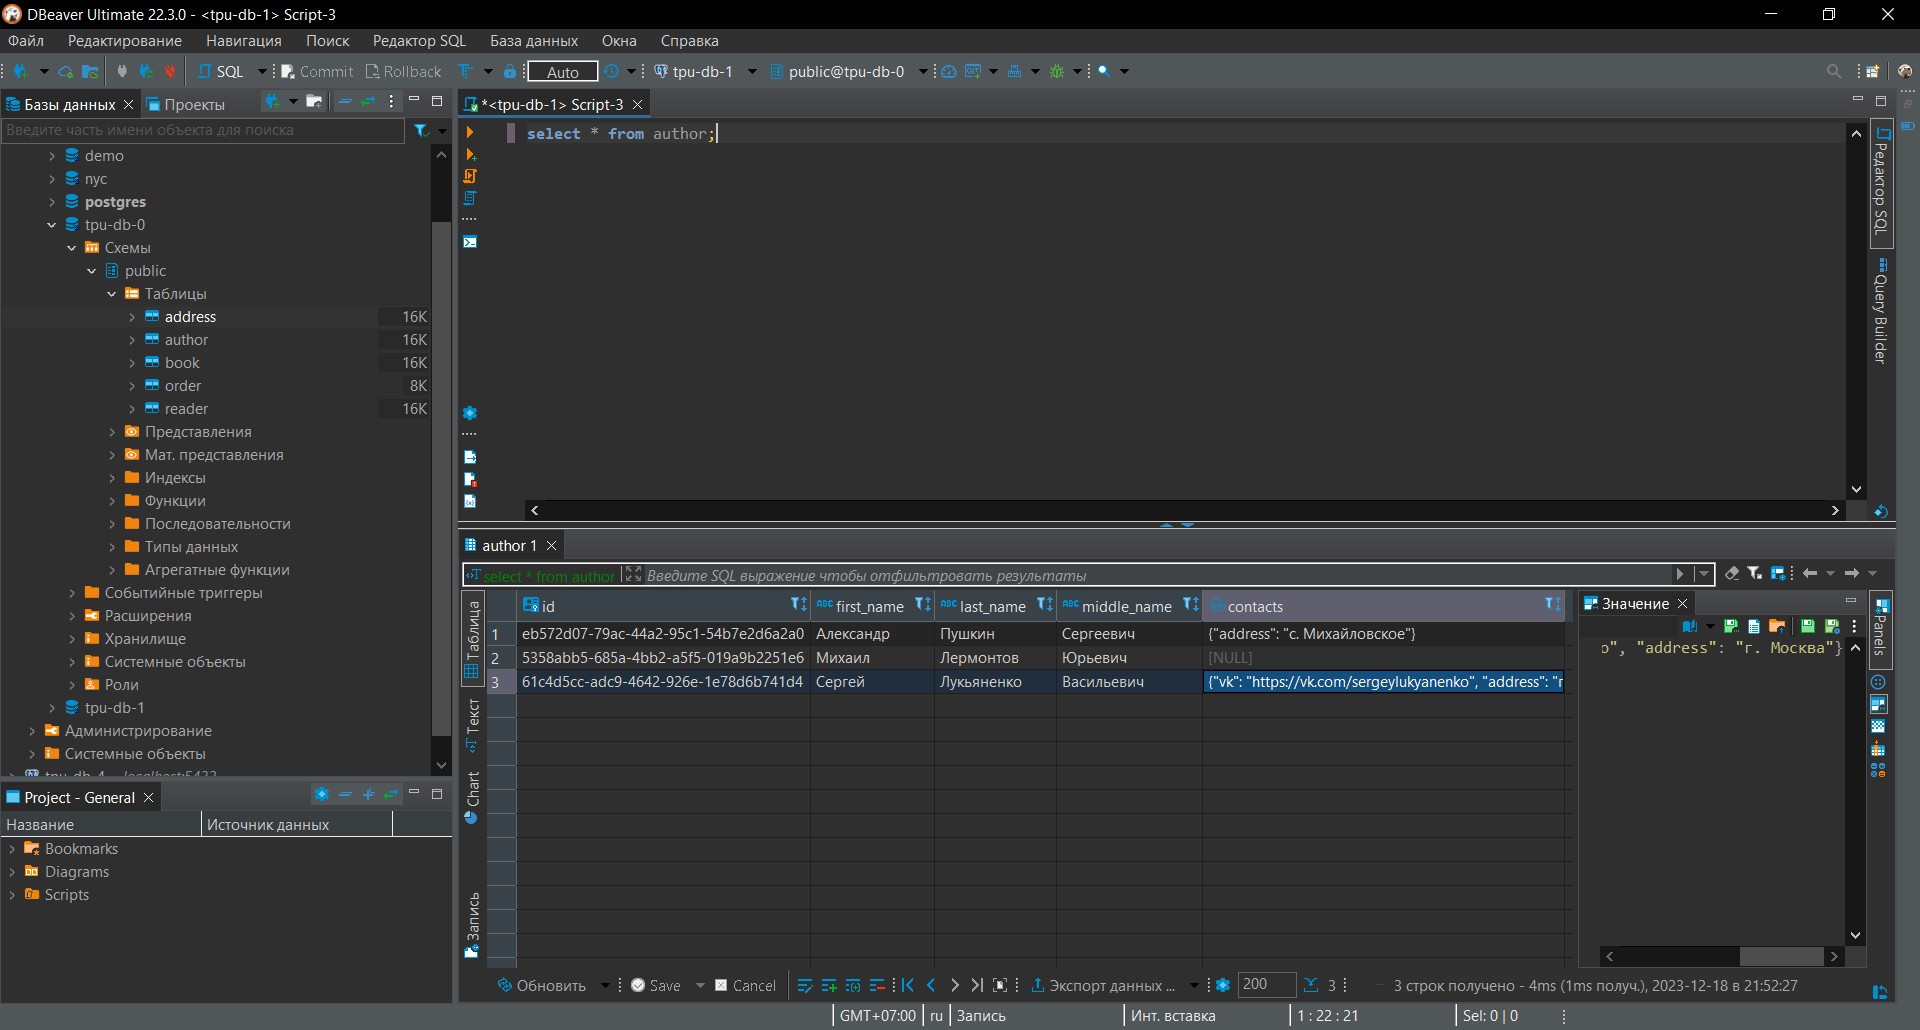 DBeaver Ultimate 22.3.0 - <tpu-db-1> Script-3
Файл Редактирование Навигация Поиск Редактор SQL База данных Окна Справка
SQL Commit Rollback Auto tpu-db-1 public@tpu-db-0
Базы данных Проекты
Введите часть имени объекта для поиска
demo
nyc
postgres
tpu-db-0
Схемы
public
Таблицы
address 16K
author 16K
book 16K
order 8K
reader 16K
Представления
Мат. представления
Индексы
Функции
Последовательности
Типы данных
Агрегатные функции
Событийные триггеры
Расширения
Хранилище
Системные объекты
Роли
tpu-db-1
Администрирование
Системные объекты
Project - General
Название Источник данных
Bookmarks
Diagrams
Scripts
*<tpu-db-1> Script-3
select * from author;
Редактор SQL
Query Builder
author 1
select * from author Введите SQL выражение чтобы отфильтровать результаты
Таблица
Текст
Chart
Запись
id first_name last_name middle_name contacts
1 eb572d07-79ac-44a2-95c1-54b7e2d6a2a0 Александр Пушкин Сергеевич {"address": "с. Михайловское"}
2 5358abb5-685a-4bb2-a5f5-019a9b2251e6 Михаил Лермонтов Юрьевич [NULL]
3 61c4d5cc-adc9-4642-926e-1e78d6b741d4 Сергей Лукьяненко Васильевич {"vk": "https://vk.com/sergeylukyanenko", "address": "г
Значение
o", "address": "г. Москва"}
Panels
Обновить Save Cancel Экспорт данных ... 200 3 3 строк получено - 4ms (1ms получ.), 2023-12-18 в 21:52:27
GMT+07:00 ru Запись Инт. вставка 1 : 22 : 21 Sel: 0 | 0